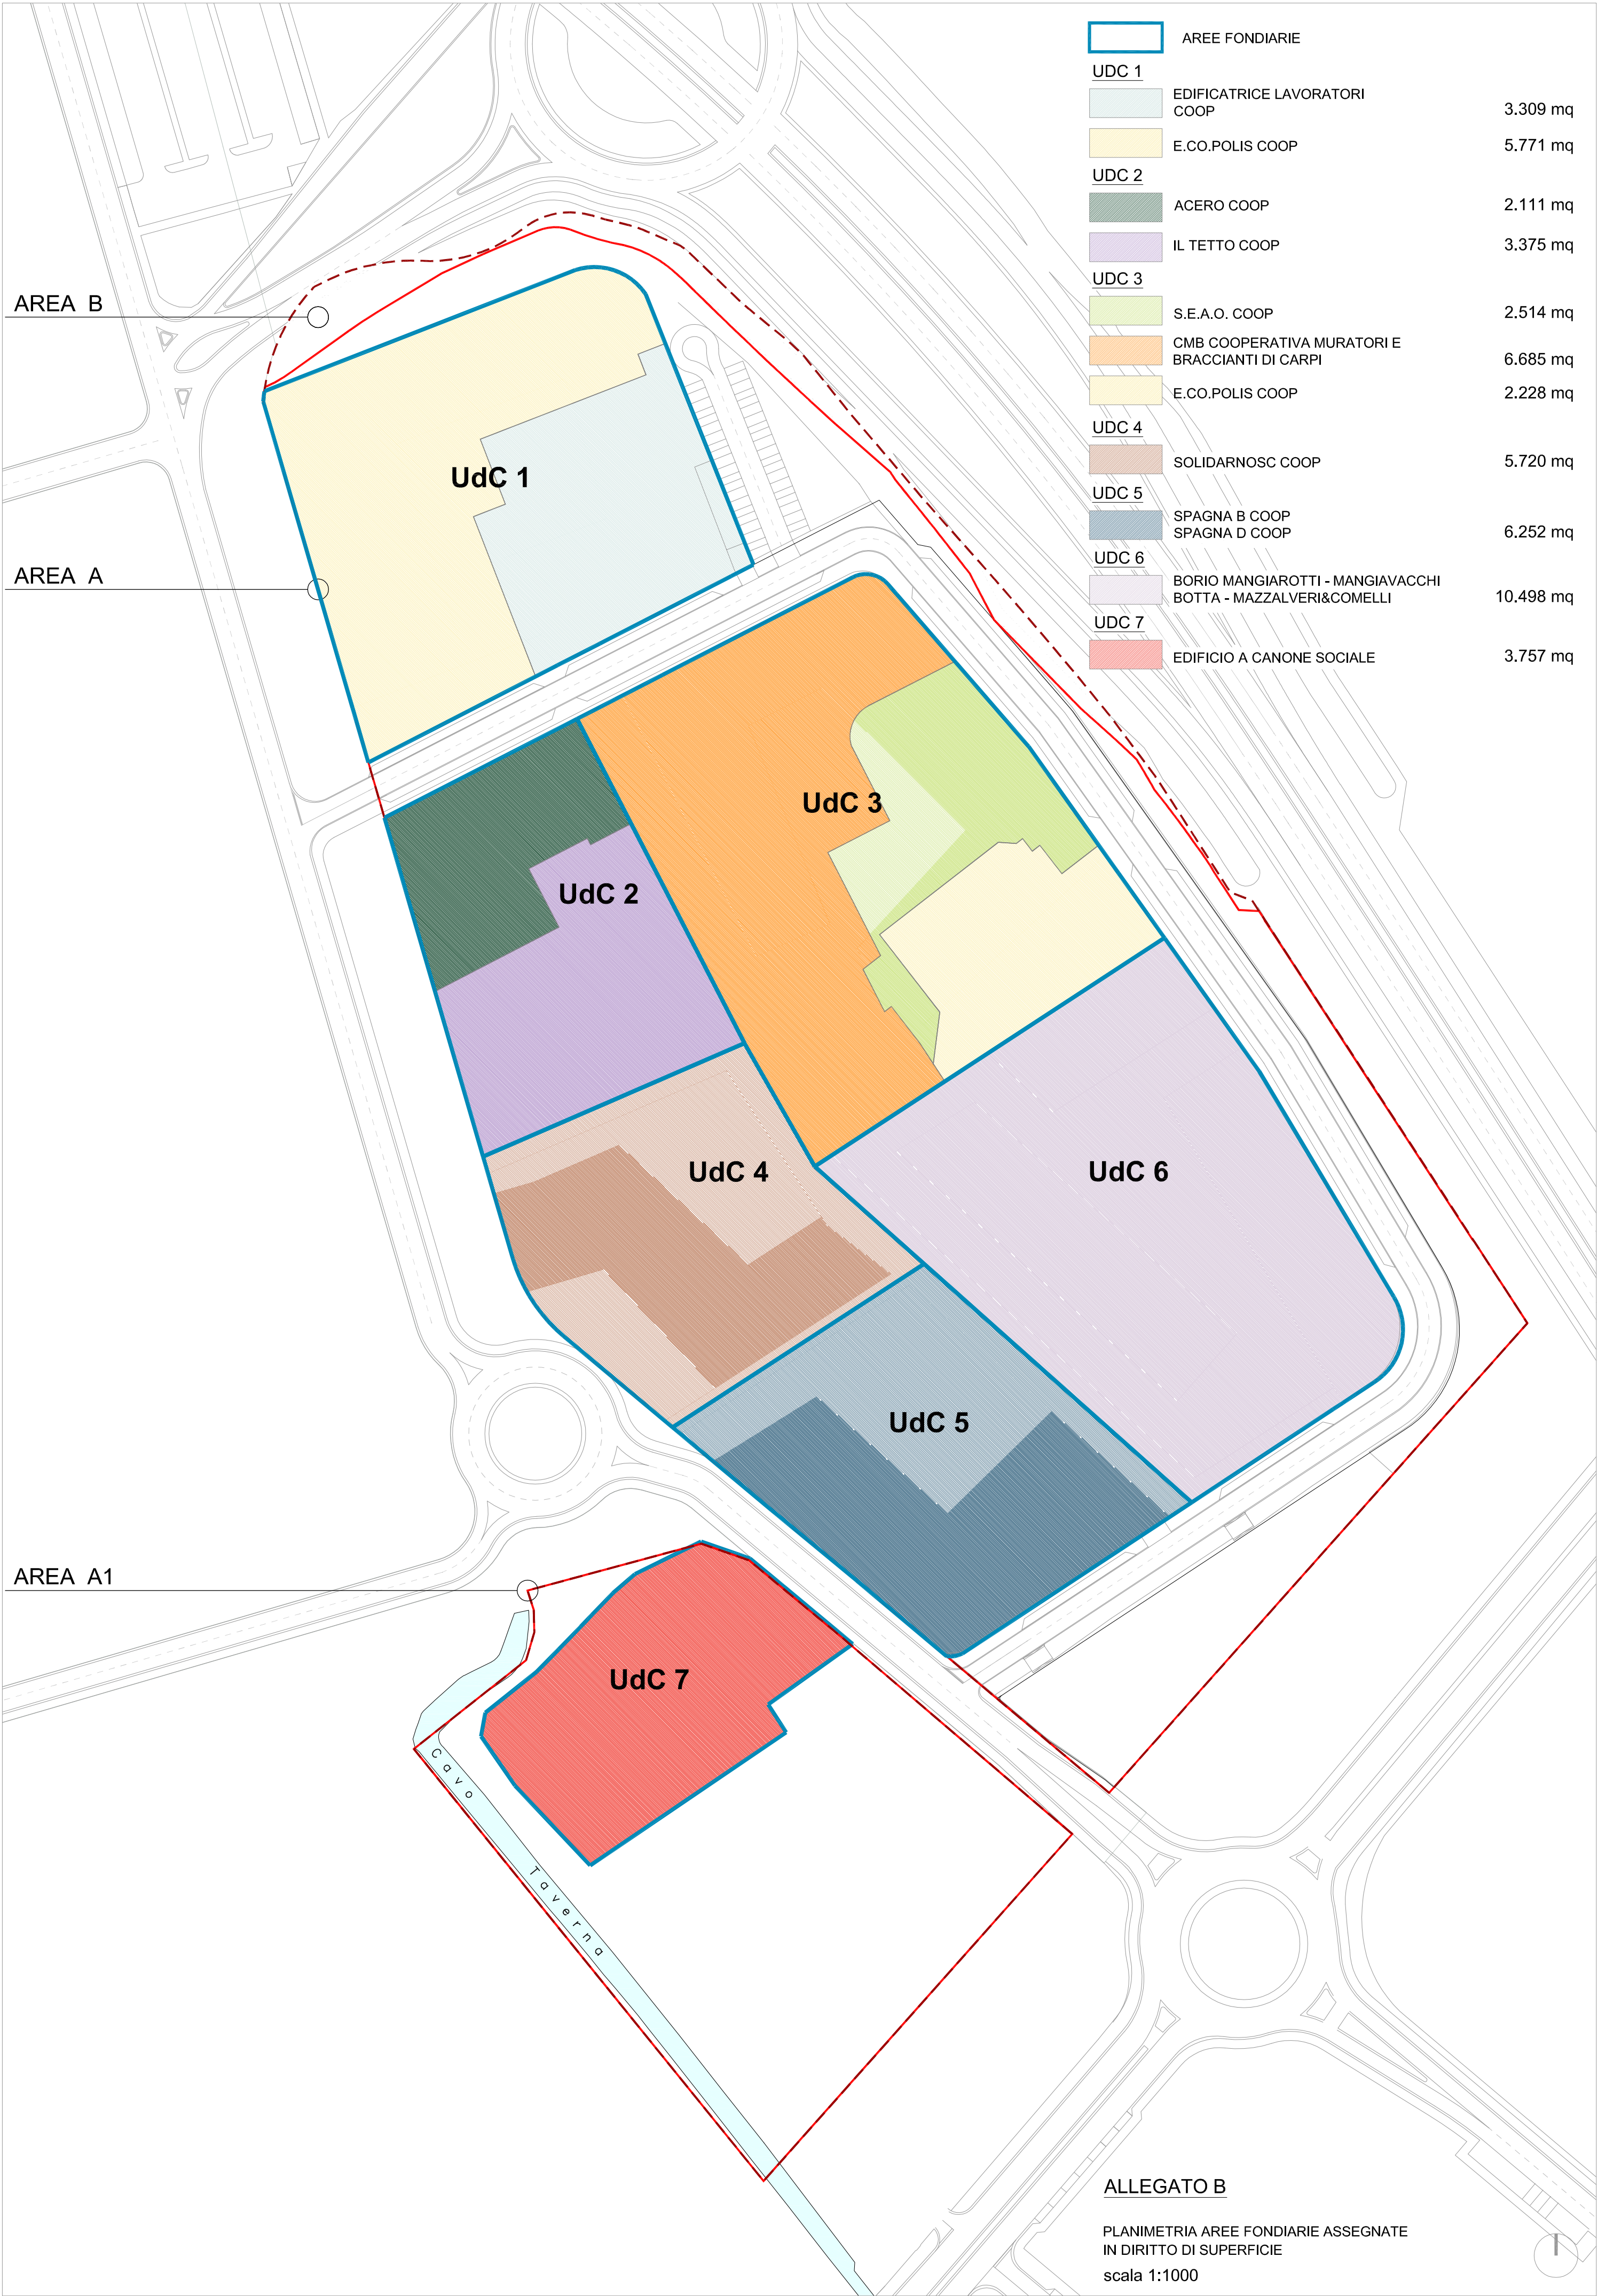 AREE FONDIARIE
UDC 1
EDIFICATRICE LAVORATORI
COOP 3.309 mq
E.CO.POLIS COOP 5.771 mq
UDC 2
ACERO COOP 2.111 mq
IL TETTO COOP 3.375 mq
UDC 3
S.E.A.O. COOP 2.514 mq
CMB COOPERATIVA MURATORI E
BRACCIANTI DI CARPI 6.685 mq
E.CO.POLIS COOP 2.228 mq
UDC 4
SOLIDARNOSC COOP 5.720 mq
UDC 5
SPAGNA B COOP
SPAGNA D COOP 6.252 mq
UDC 6
BORIO MANGIAROTTI - MANGIAVACCHI
BOTTA - MAZZALVERI&COMELLI 10.498 mq
UDC 7
EDIFICIO A CANONE SOCIALE 3.757 mq
AREA B
UdC 1
AREA A
UdC 3
UdC 2
UdC 4
UdC 6
UdC 5
AREA A1
UdC 7
Cavo Taverna
ALLEGATO B
PLANIMETRIA AREE FONDIARIE ASSEGNATE
IN DIRITTO DI SUPERFICIE
scala 1:1000